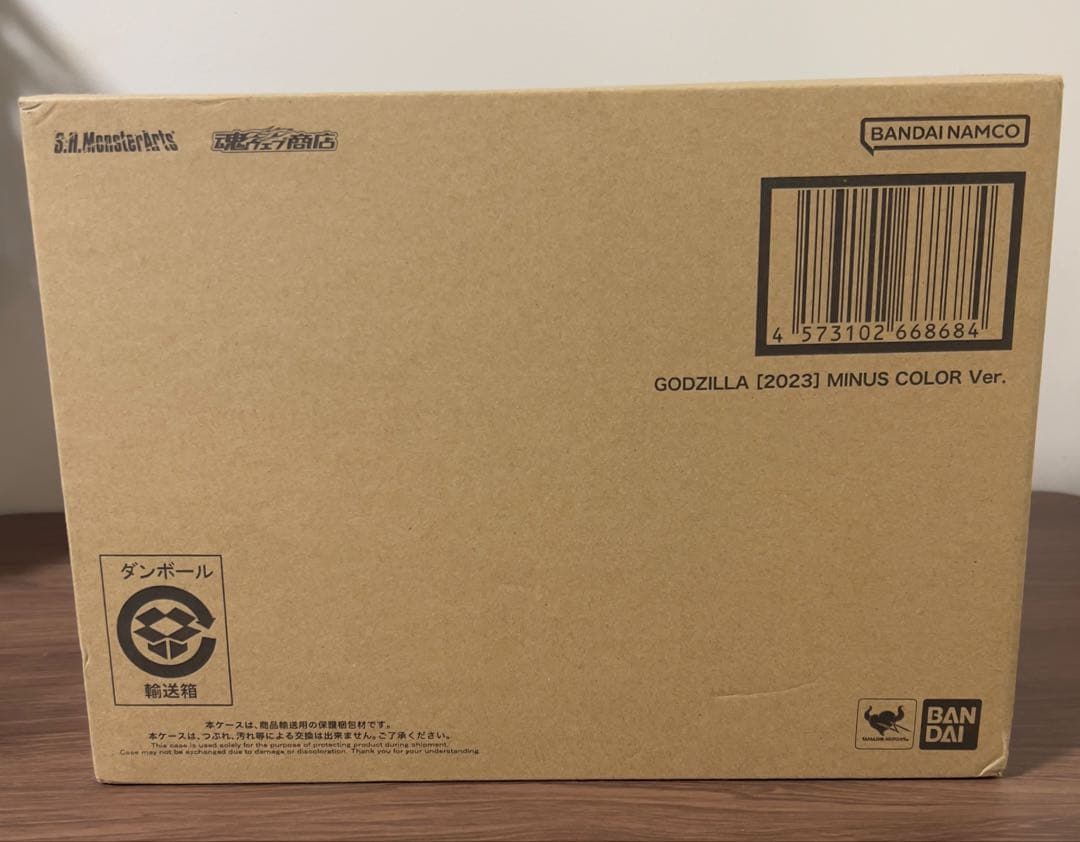 S.H.MonsterArts 魂ウェブ商店
BANDAI NAMCO
4 573102 668684
GODZILLA [2023] MINUS COLOR Ver.
ダンボール
輸送箱
本ケースは、商品輸送用の保護梱包材です。
本ケースは、つぶれ、汚れ等による交換は出来ません。ご了承ください。
This case is used solely for the purpose of protecting product during shipment.
Case may not be exchanged due to damage or discoloration. Thank you for your understanding.
TAMASHII NATIONS
BAN
DAI